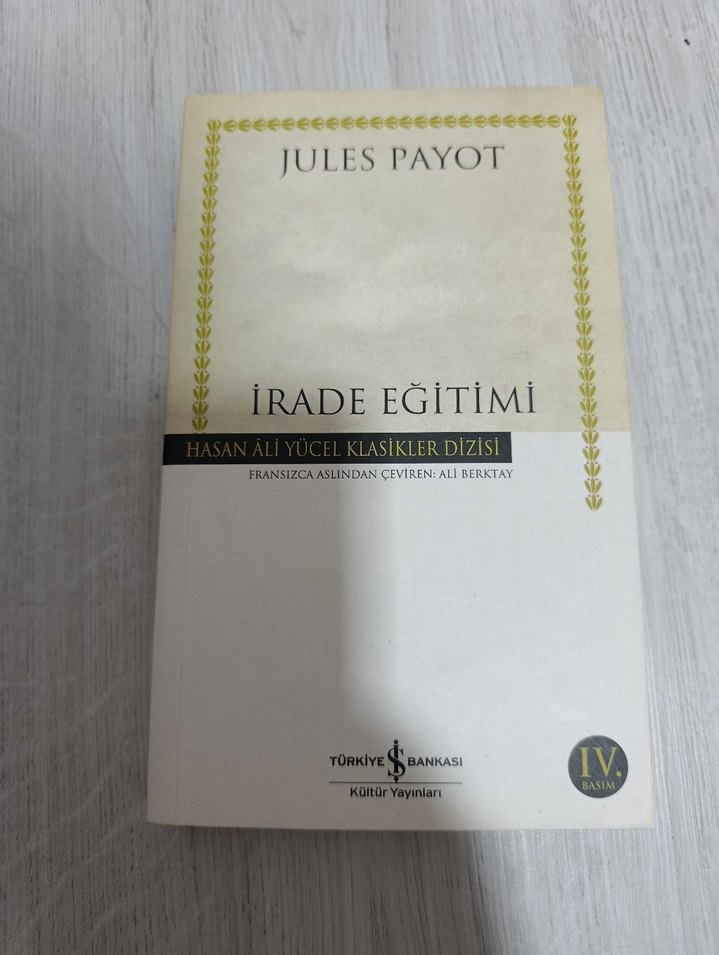 JULES PAYOT
İRADE EĞİTİMİ
HASAN ÂLİ YÜCEL KLASİKLER DİZİSİ
FRANSIZCA ASLINDAN ÇEVİREN: ALİ BERKTAY
TÜRKİYE İŞ BANKASI
Kültür Yayınları
IV.
BASIM